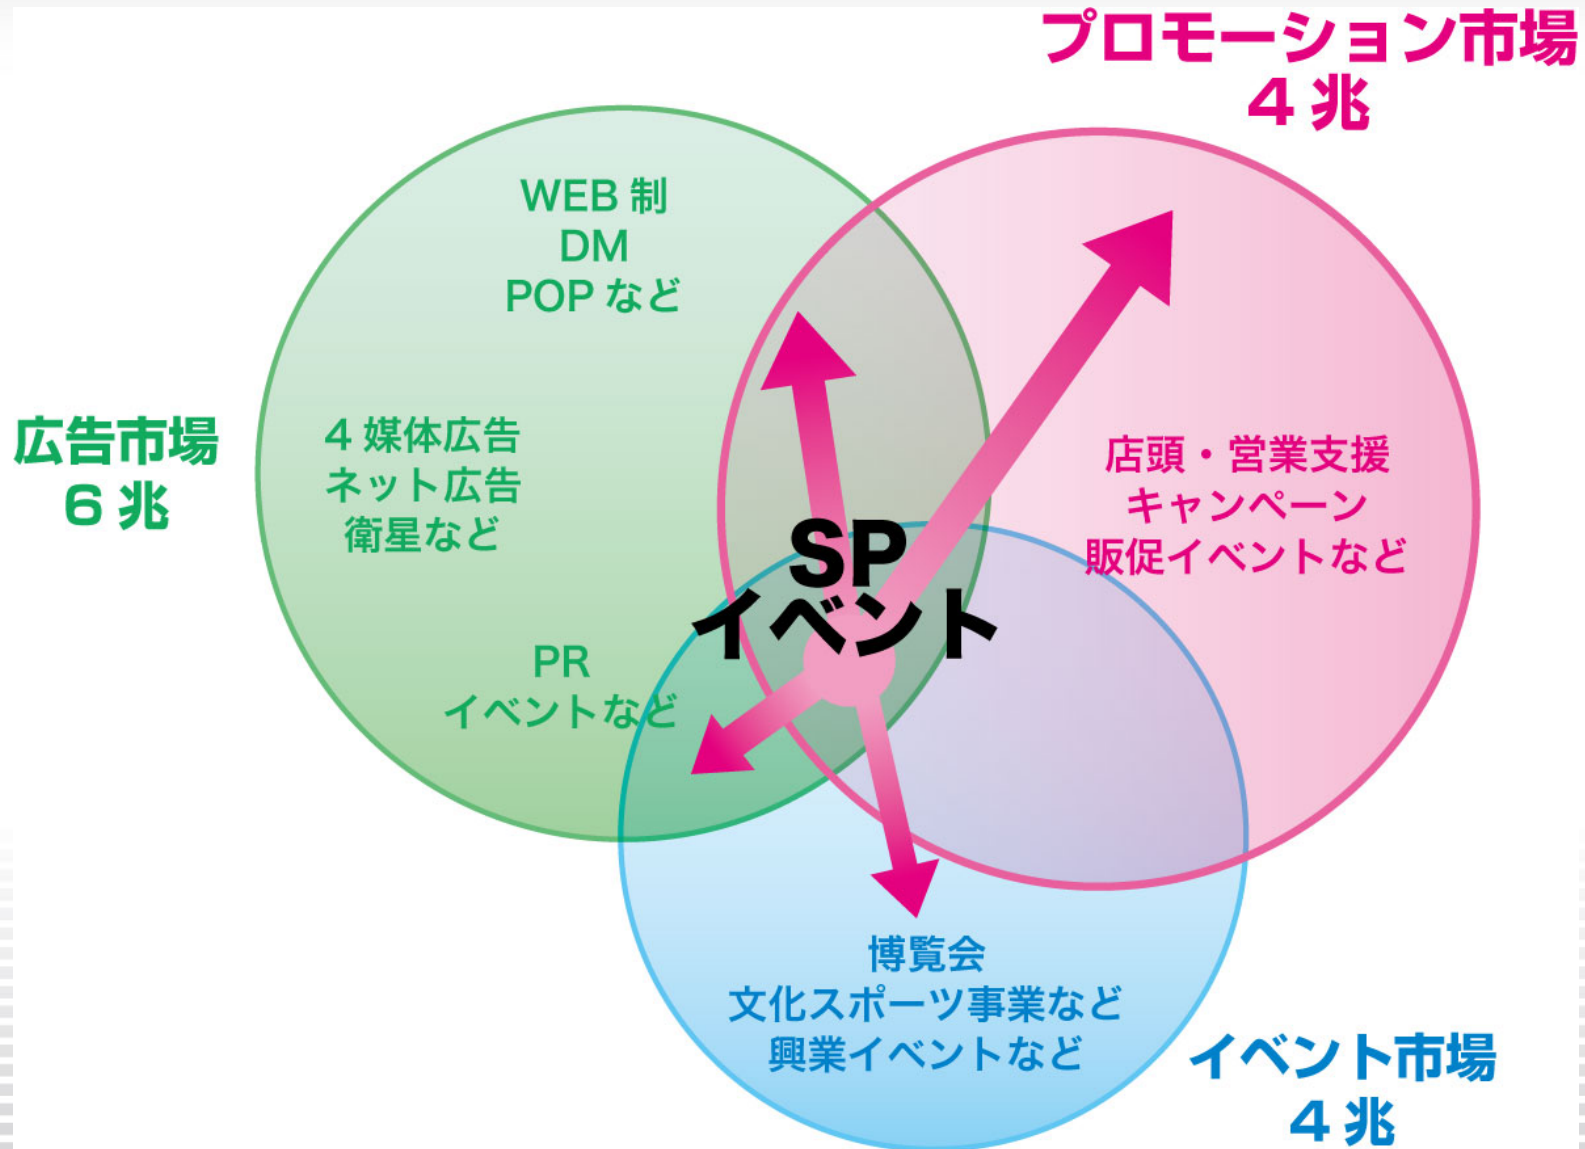 プロモーション市場
4 兆
WEB 制
DM
POP など
広告市場
6 兆
4 媒体広告
ネット広告
衛星など
店頭・営業支援
キャンペーン
販促イベントなど
SP
イベント
PR
イベントなど
博覧会
文化スポーツ事業など
興業イベントなど
イベント市場
4 兆